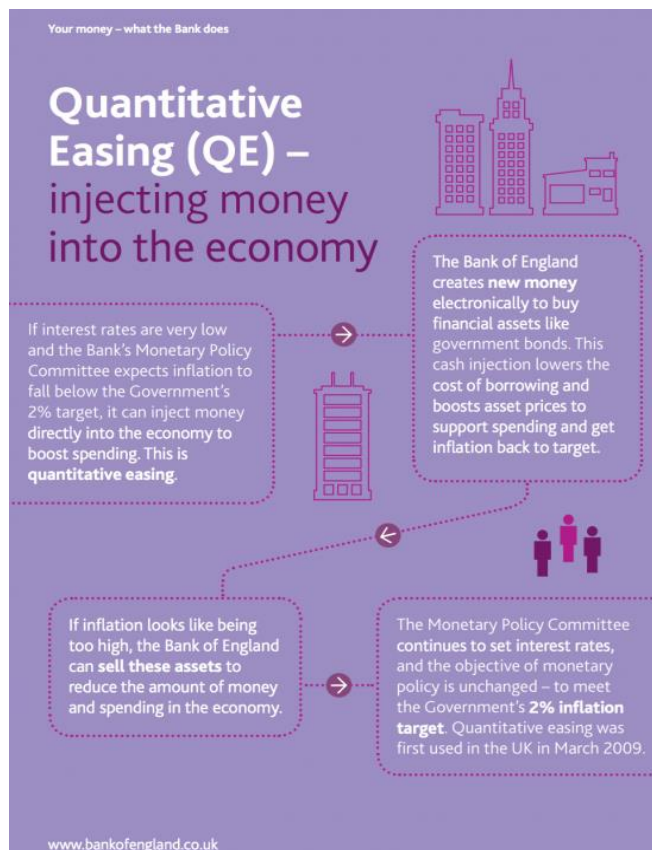 Your money – what the Bank does
Quantitative
Easing (QE) –
injecting money
into the economy
If interest rates are very low
and the Bank's Monetary Policy
Committee expects inflation to
fall below the Government's
2% target, it can inject money
directly into the economy to
boost spending. This is
quantitative easing.
The Bank of England
creates new money
electronically to buy
financial assets like
government bonds. This
cash injection lowers the
cost of borrowing and
boosts asset prices to
support spending and get
inflation back to target.
If inflation looks like being
too high, the Bank of England
can sell these assets to
reduce the amount of money
and spending in the economy.
The Monetary Policy Committee
continues to set interest rates,
and the objective of monetary
policy is unchanged – to meet
the Government's 2% inflation
target. Quantitative easing was
first used in the UK in March 2009.
www.bankofengland.co.uk